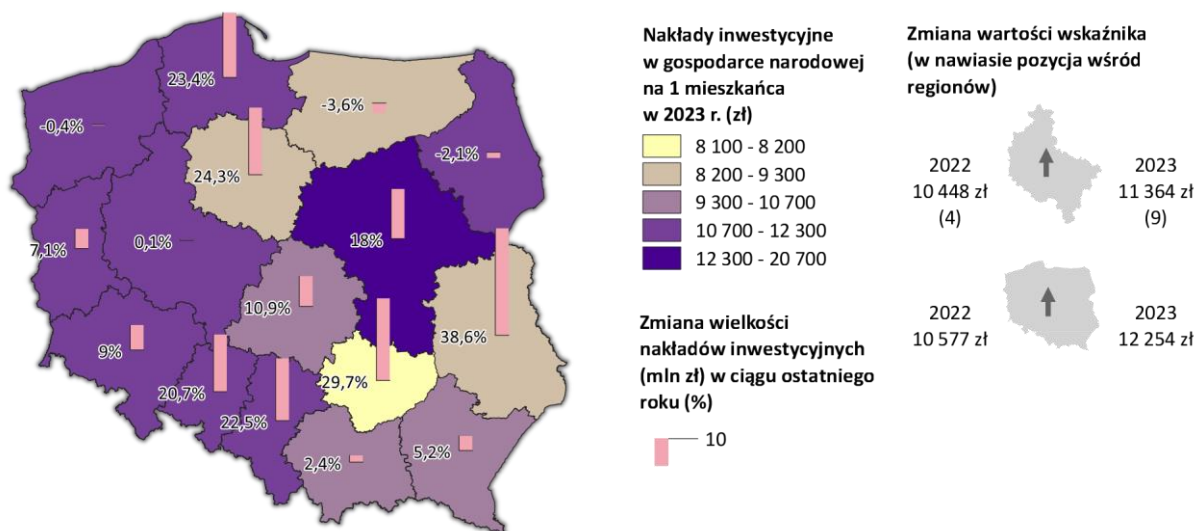 23,4%
-3,6%
-0,4%
-2,1%
24,3%
18%
0,1%
7,1%
10,9%
38,6%
9%
29,7%
20,7%
22,5%
5,2%
2,4%
Nakłady inwestycyjne
w gospodarce narodowej
na 1 mieszkańca
w 2023 r. (zł)
8 100 - 8 200
8 200 - 9 300
9 300 - 10 700
10 700 - 12 300
12 300 - 20 700
Zmiana wielkości
nakładów inwestycyjnych
(mln zł) w ciągu ostatniego
roku (%)
10
Zmiana wartości wskaźnika
(w nawiasie pozycja wśród
regionów)
2022
10 448 zł
(4)
2023
11 364 zł
(9)
2022
10 577 zł
2023
12 254 zł